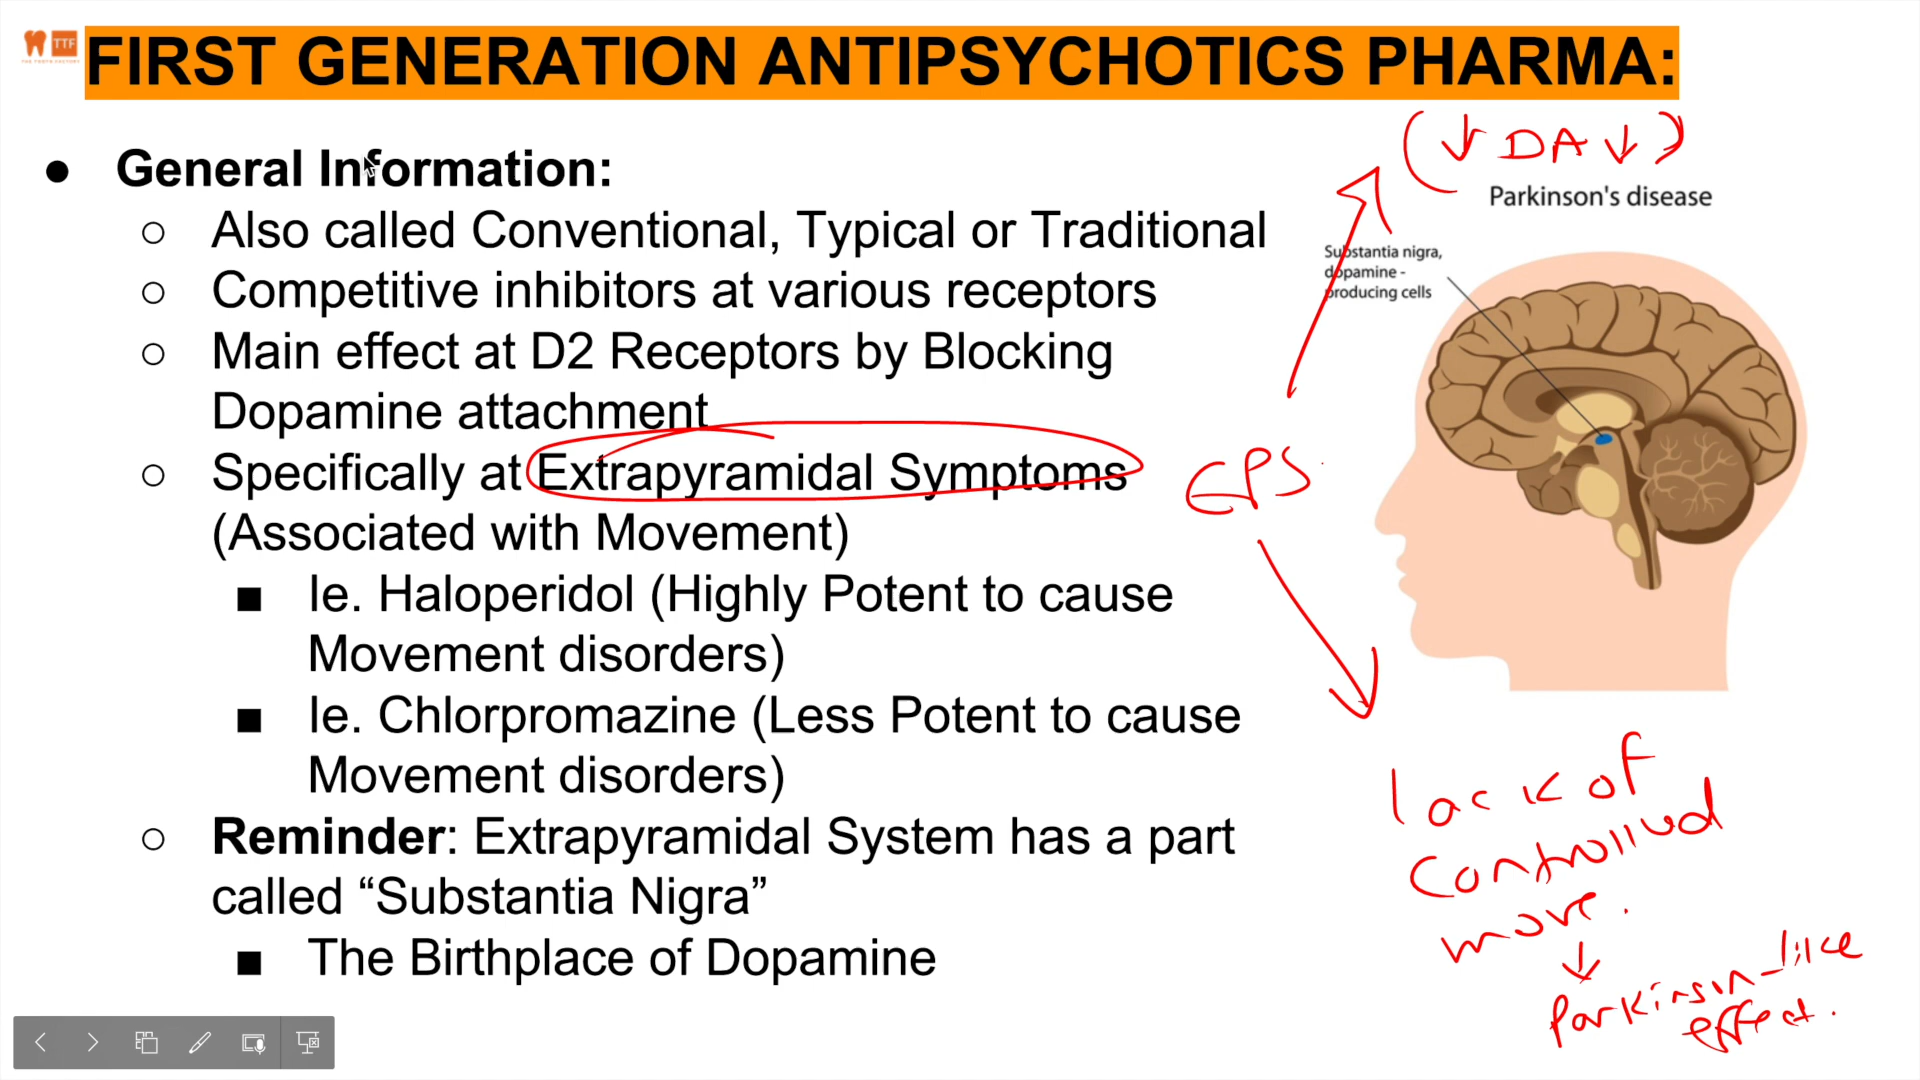 TTF
FIRST GENERATION ANTIPSYCHOTICS PHARMA:
● General Information:
○ Also called Conventional, Typical or Traditional
○ Competitive inhibitors at various receptors
○ Main effect at D2 Receptors by Blocking
Dopamine attachment
○ Specifically at Extrapyramidal Symptoms
(Associated with Movement)
■ Ie. Haloperidol (Highly Potent to cause
Movement disorders)
■ Ie. Chlorpromazine (Less Potent to cause
Movement disorders)
○ Reminder: Extrapyramidal System has a part
called “Substantia Nigra”
■ The Birthplace of Dopamine
(↓ DA ↓)
Parkinson's disease
Substantia nigra,
dopamine -
producing cells
EPS
lack of
controlled
move.
↓
Parkinson-like
effect.